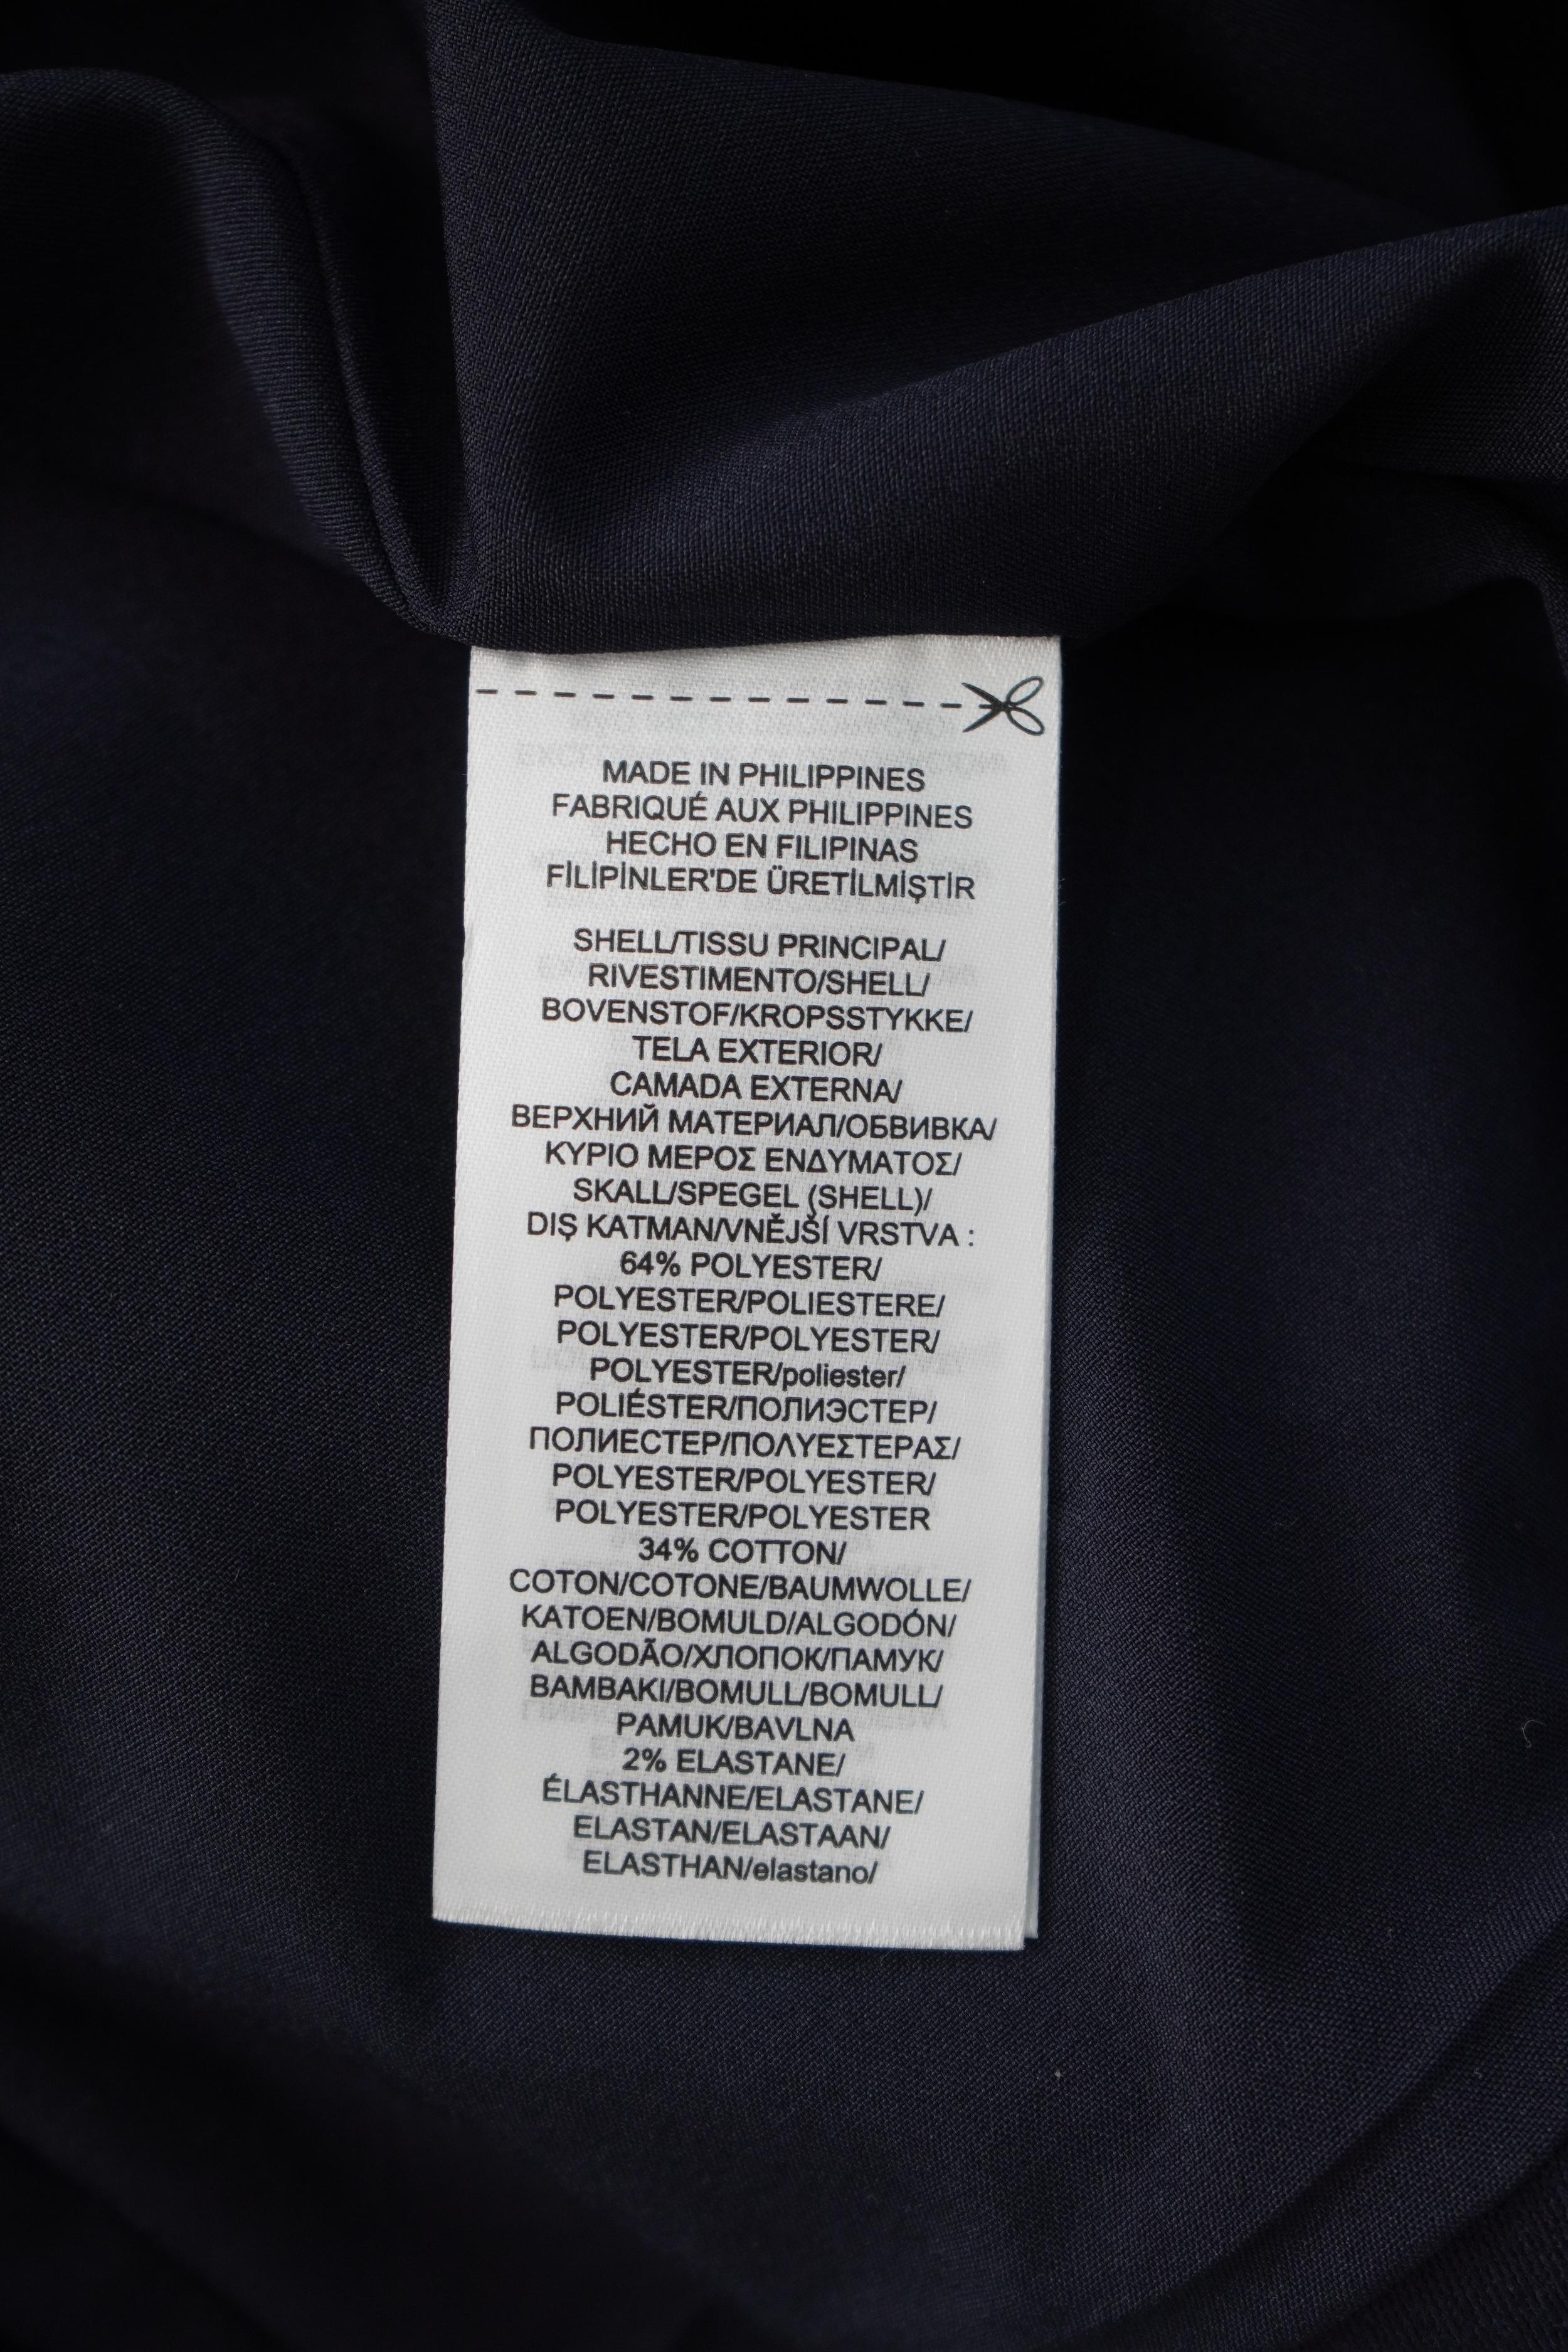 MADE IN PHILIPPINES
FABRIQUÉ AUX PHILIPPINES
HECHO EN FILIPINAS
FİLİPİNLER'DE ÜRETİLMİŞTİR
SHELL/TISSU PRINCIPAL/
RIVESTIMENTO/SHELL/
BOVENSTOF/KROPSSTYKKE/
TELA EXTERIOR/
CAMADA EXTERNA/
ВЕРХНИЙ МАТЕРИАЛ/ОБВИВКА/
ΚΥΡΙΟ ΜΕΡΟΣ ΕΝΔΥΜΑΤΟΣ/
SKALL/SPEGEL (SHELL)/
DIŞ KATMAN/VNĚJŠÍ VRSTVA :
64% POLYESTER/
POLYESTER/POLIESTERE/
POLYESTER/POLYESTER/
POLYESTER/poliester/
POLIÉSTER/ПОЛИЭСТЕР/
ПОЛИЕСТЕР/ΠΟΛΥΕΣΤΕΡΑΣ/
POLYESTER/POLYESTER/
POLYESTER/POLYESTER
34% COTTON/
COTON/COTONE/BAUMWOLLE/
KATOEN/BOMULD/ALGODÓN/
ALGODÃO/ХЛОПОК/ПАМУК/
BAMBAKI/BOMULL/BOMULL/
PAMUK/BAVLNA
2% ELASTANE/
ÉLASTHANNE/ELASTANE/
ELASTAN/ELASTAAN/
ELASTHAN/elastano/